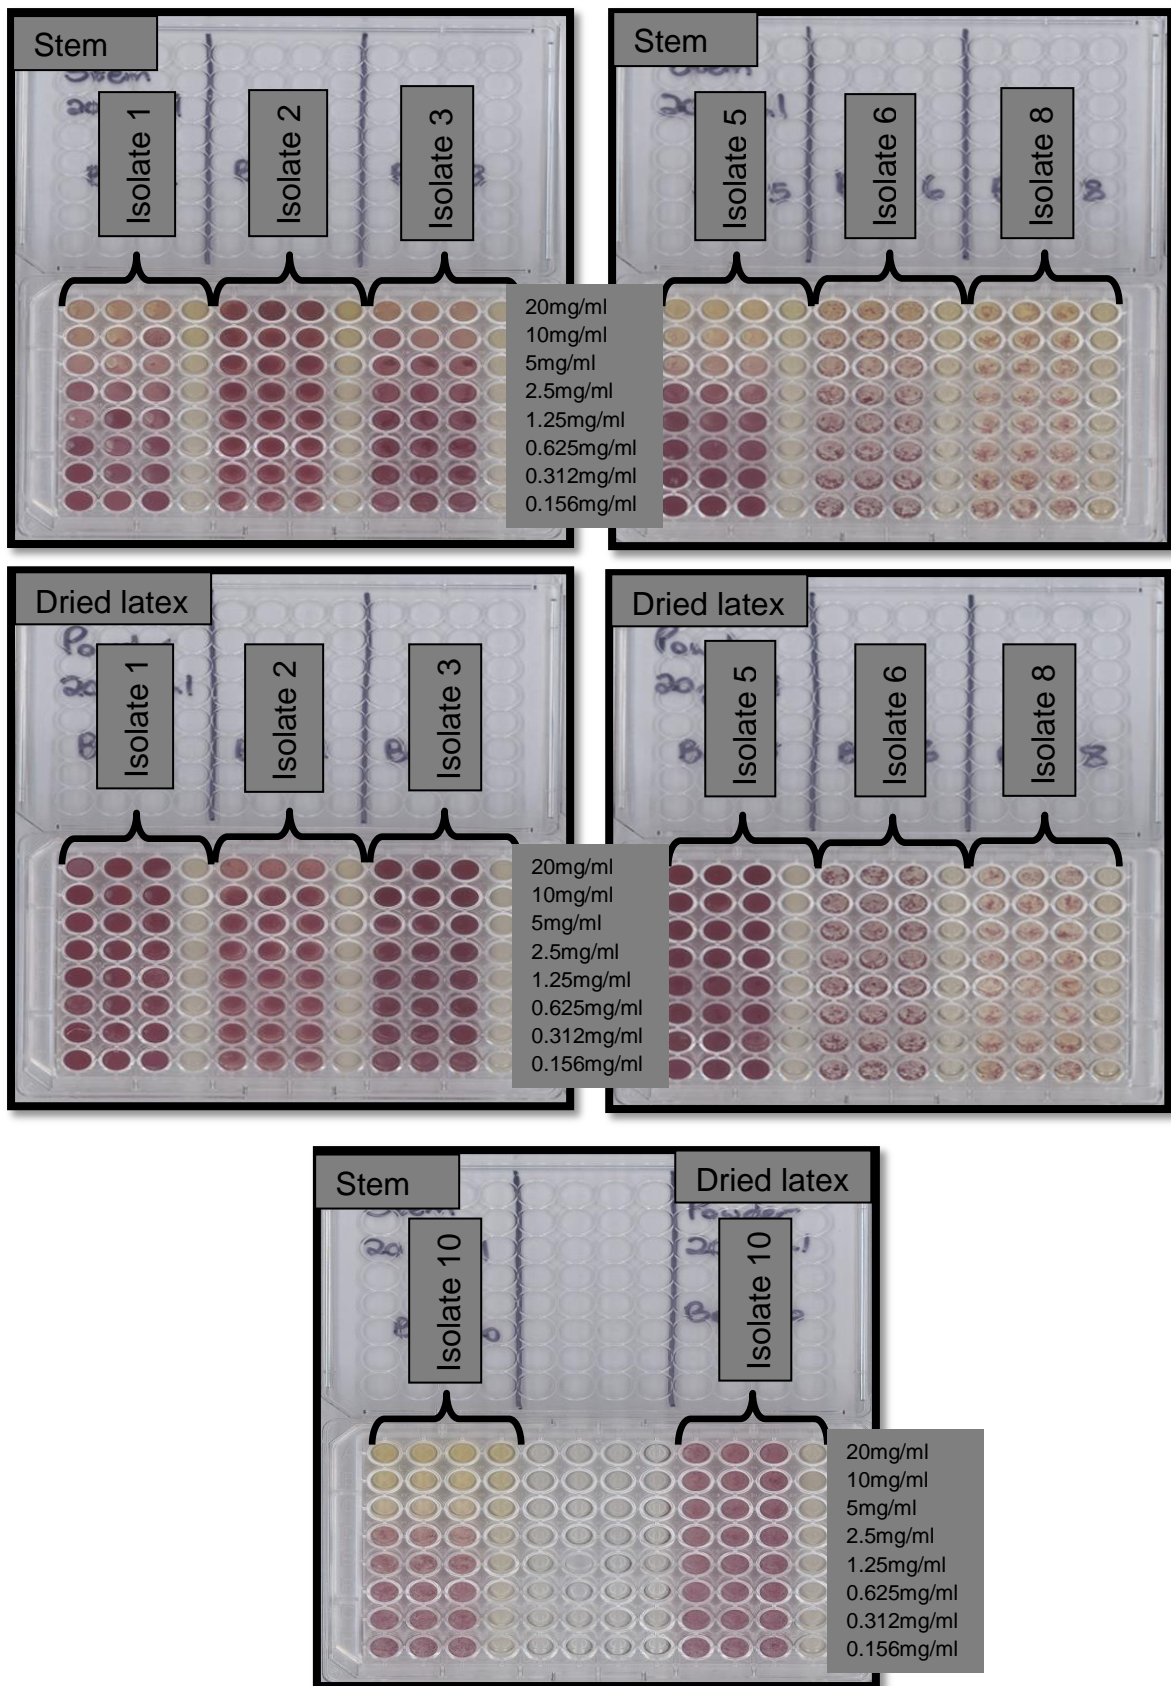 Stem
Isolate 1
Isolate 2
Isolate 3
20mg/ml
10mg/ml
5mg/ml
2.5mg/ml
1.25mg/ml
0.625mg/ml
0.312mg/ml
0.156mg/ml
Stem
Isolate 5
Isolate 6
Isolate 8
Dried latex
Isolate 1
Isolate 2
Isolate 3
20mg/ml
10mg/ml
5mg/ml
2.5mg/ml
1.25mg/ml
0.625mg/ml
0.312mg/ml
0.156mg/ml
Dried latex
Isolate 5
Isolate 6
Isolate 8
Stem
Isolate 10
Dried latex
Powder
Isolate 10
20mg/ml
10mg/ml
5mg/ml
2.5mg/ml
1.25mg/ml
0.625mg/ml
0.312mg/ml
0.156mg/ml